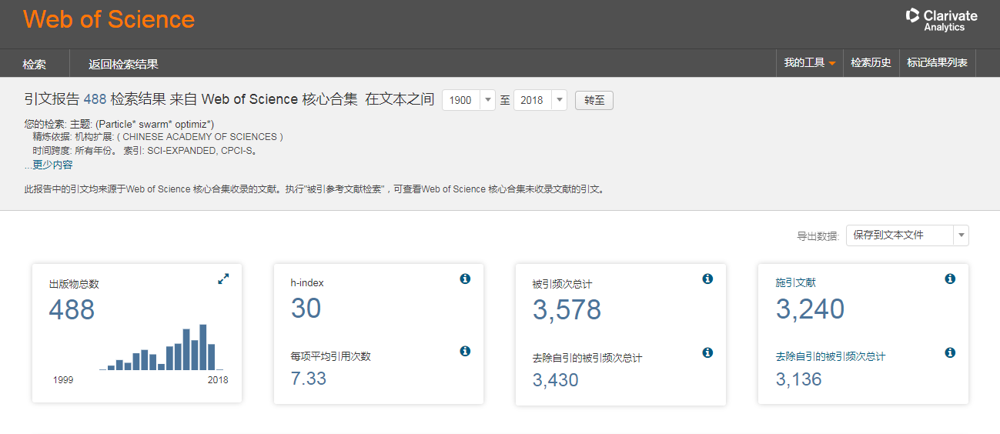 Web of Science
Clarivate
Analytics
检索 返回检索结果 我的工具 检索历史 标记结果列表
引文报告 488 检索结果 来自 Web of Science 核心合集 在文本之间 1900 至 2018 转至
您的检索: 主题: (Particle* swarm* optimiz*)
精炼依据: 机构扩展: ( CHINESE ACADEMY OF SCIENCES )
时间跨度: 所有年份。 索引: SCI-EXPANDED, CPCI-S。
...更少内容
此报告中的引文均来源于Web of Science 核心合集收录的文献。执行"被引参考文献检索"，可查看Web of Science 核心合集未收录文献的引文。
导出数据: 保存到文本文件
出版物总数
488
1999 2018
h-index
30
每项平均引用次数
7.33
被引频次总计
3,578
去除自引的被引频次总计
3,430
施引文献
3,240
去除自引的被引频次总计
3,136